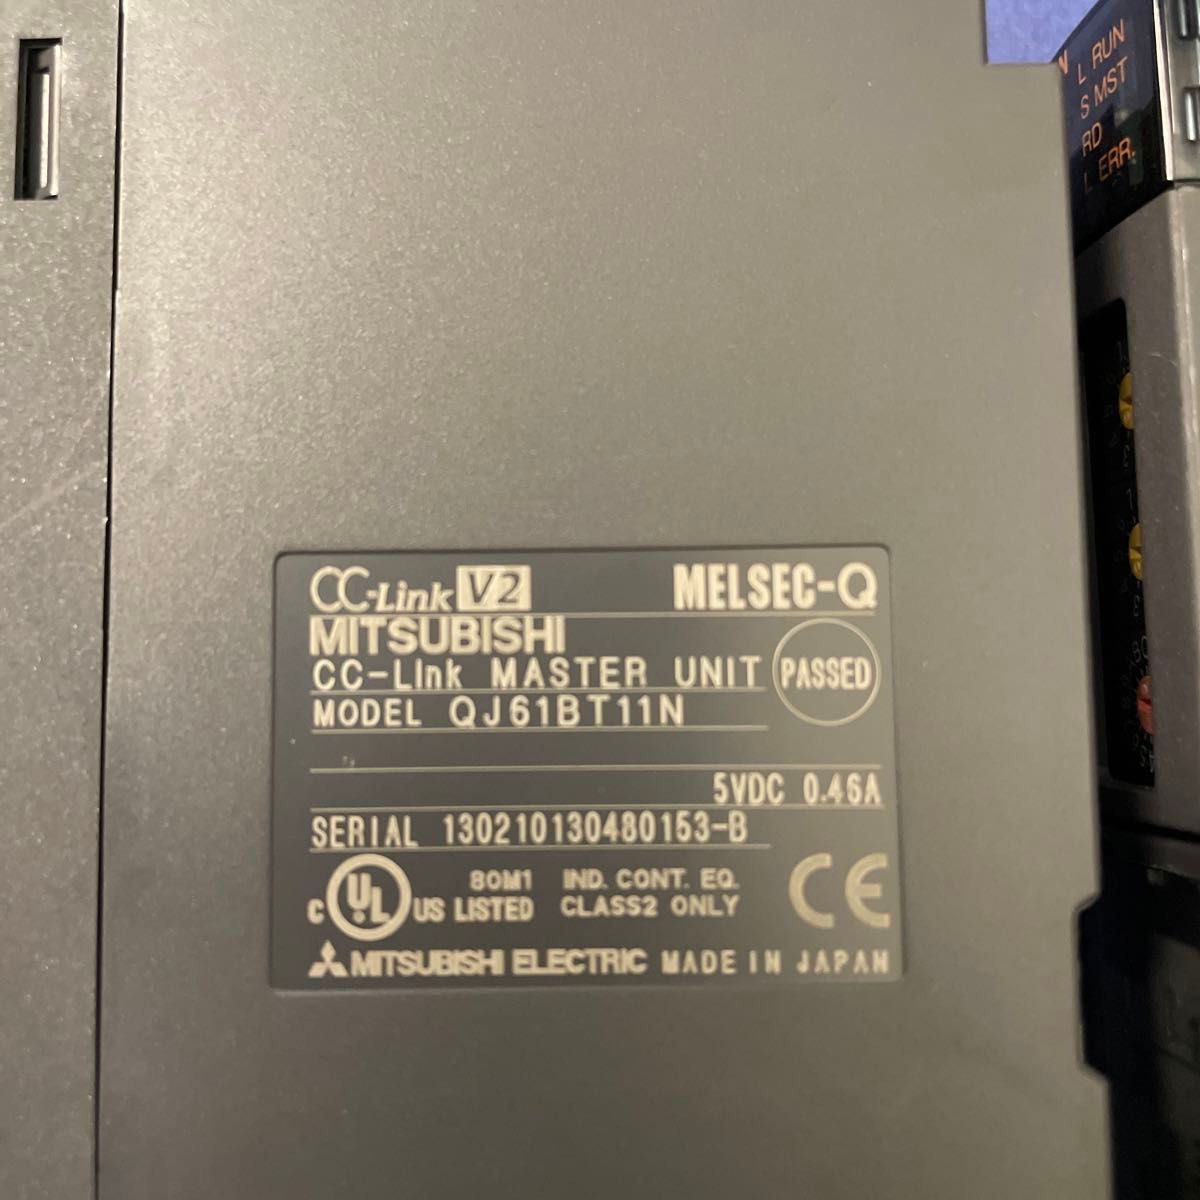 L RUN
S MST
RD
L ERR.
CC-Link V2 MELSEC-Q
MITSUBISHI
CC-Link MASTER UNIT PASSED
MODEL QJ61BT11N
5VDC 0.46A
SERIAL 130210130480153-B
C UL US LISTED 80M1 IND. CONT. EQ.
CLASS2 ONLY CE
MITSUBISHI ELECTRIC MADE IN JAPAN